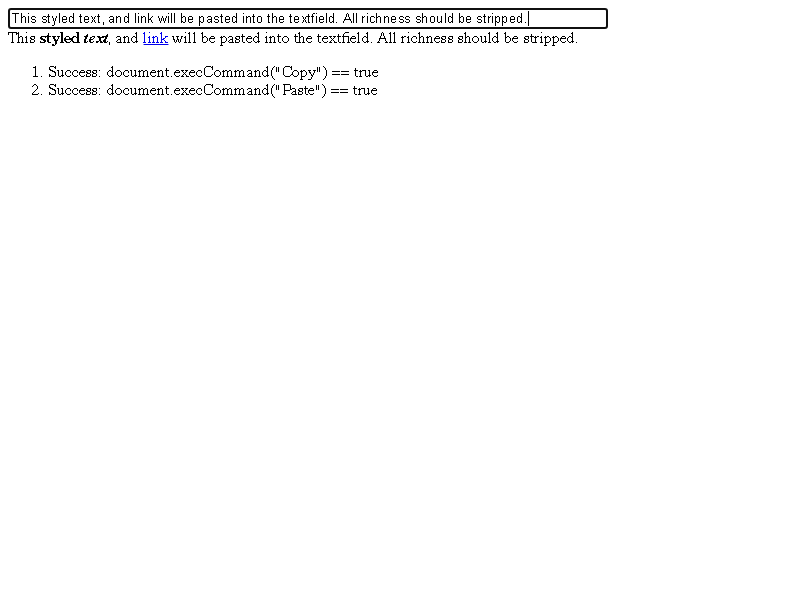 This styled text, and link will be pasted into the textfield. All richness should be stripped.
This styled text, and link will be pasted into the textfield. All richness should be stripped.
1. Success: document.execCommand("Copy") == true
2. Success: document.execCommand("Paste") == true